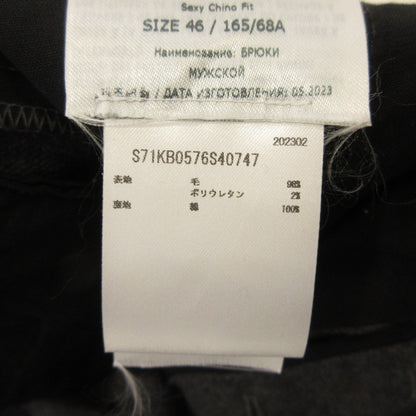 Sexy Chino Fit
SIZE 46 / 165/68A
Наименование: БРЮКИ
МУЖСКОЙ
/ ДАТА ИЗГОТОВЛЕНИЯ: 05.2023
202302
S71KB0576S40747
表地 毛 98%
ポリウレタン 2%
裏地 綿 100%